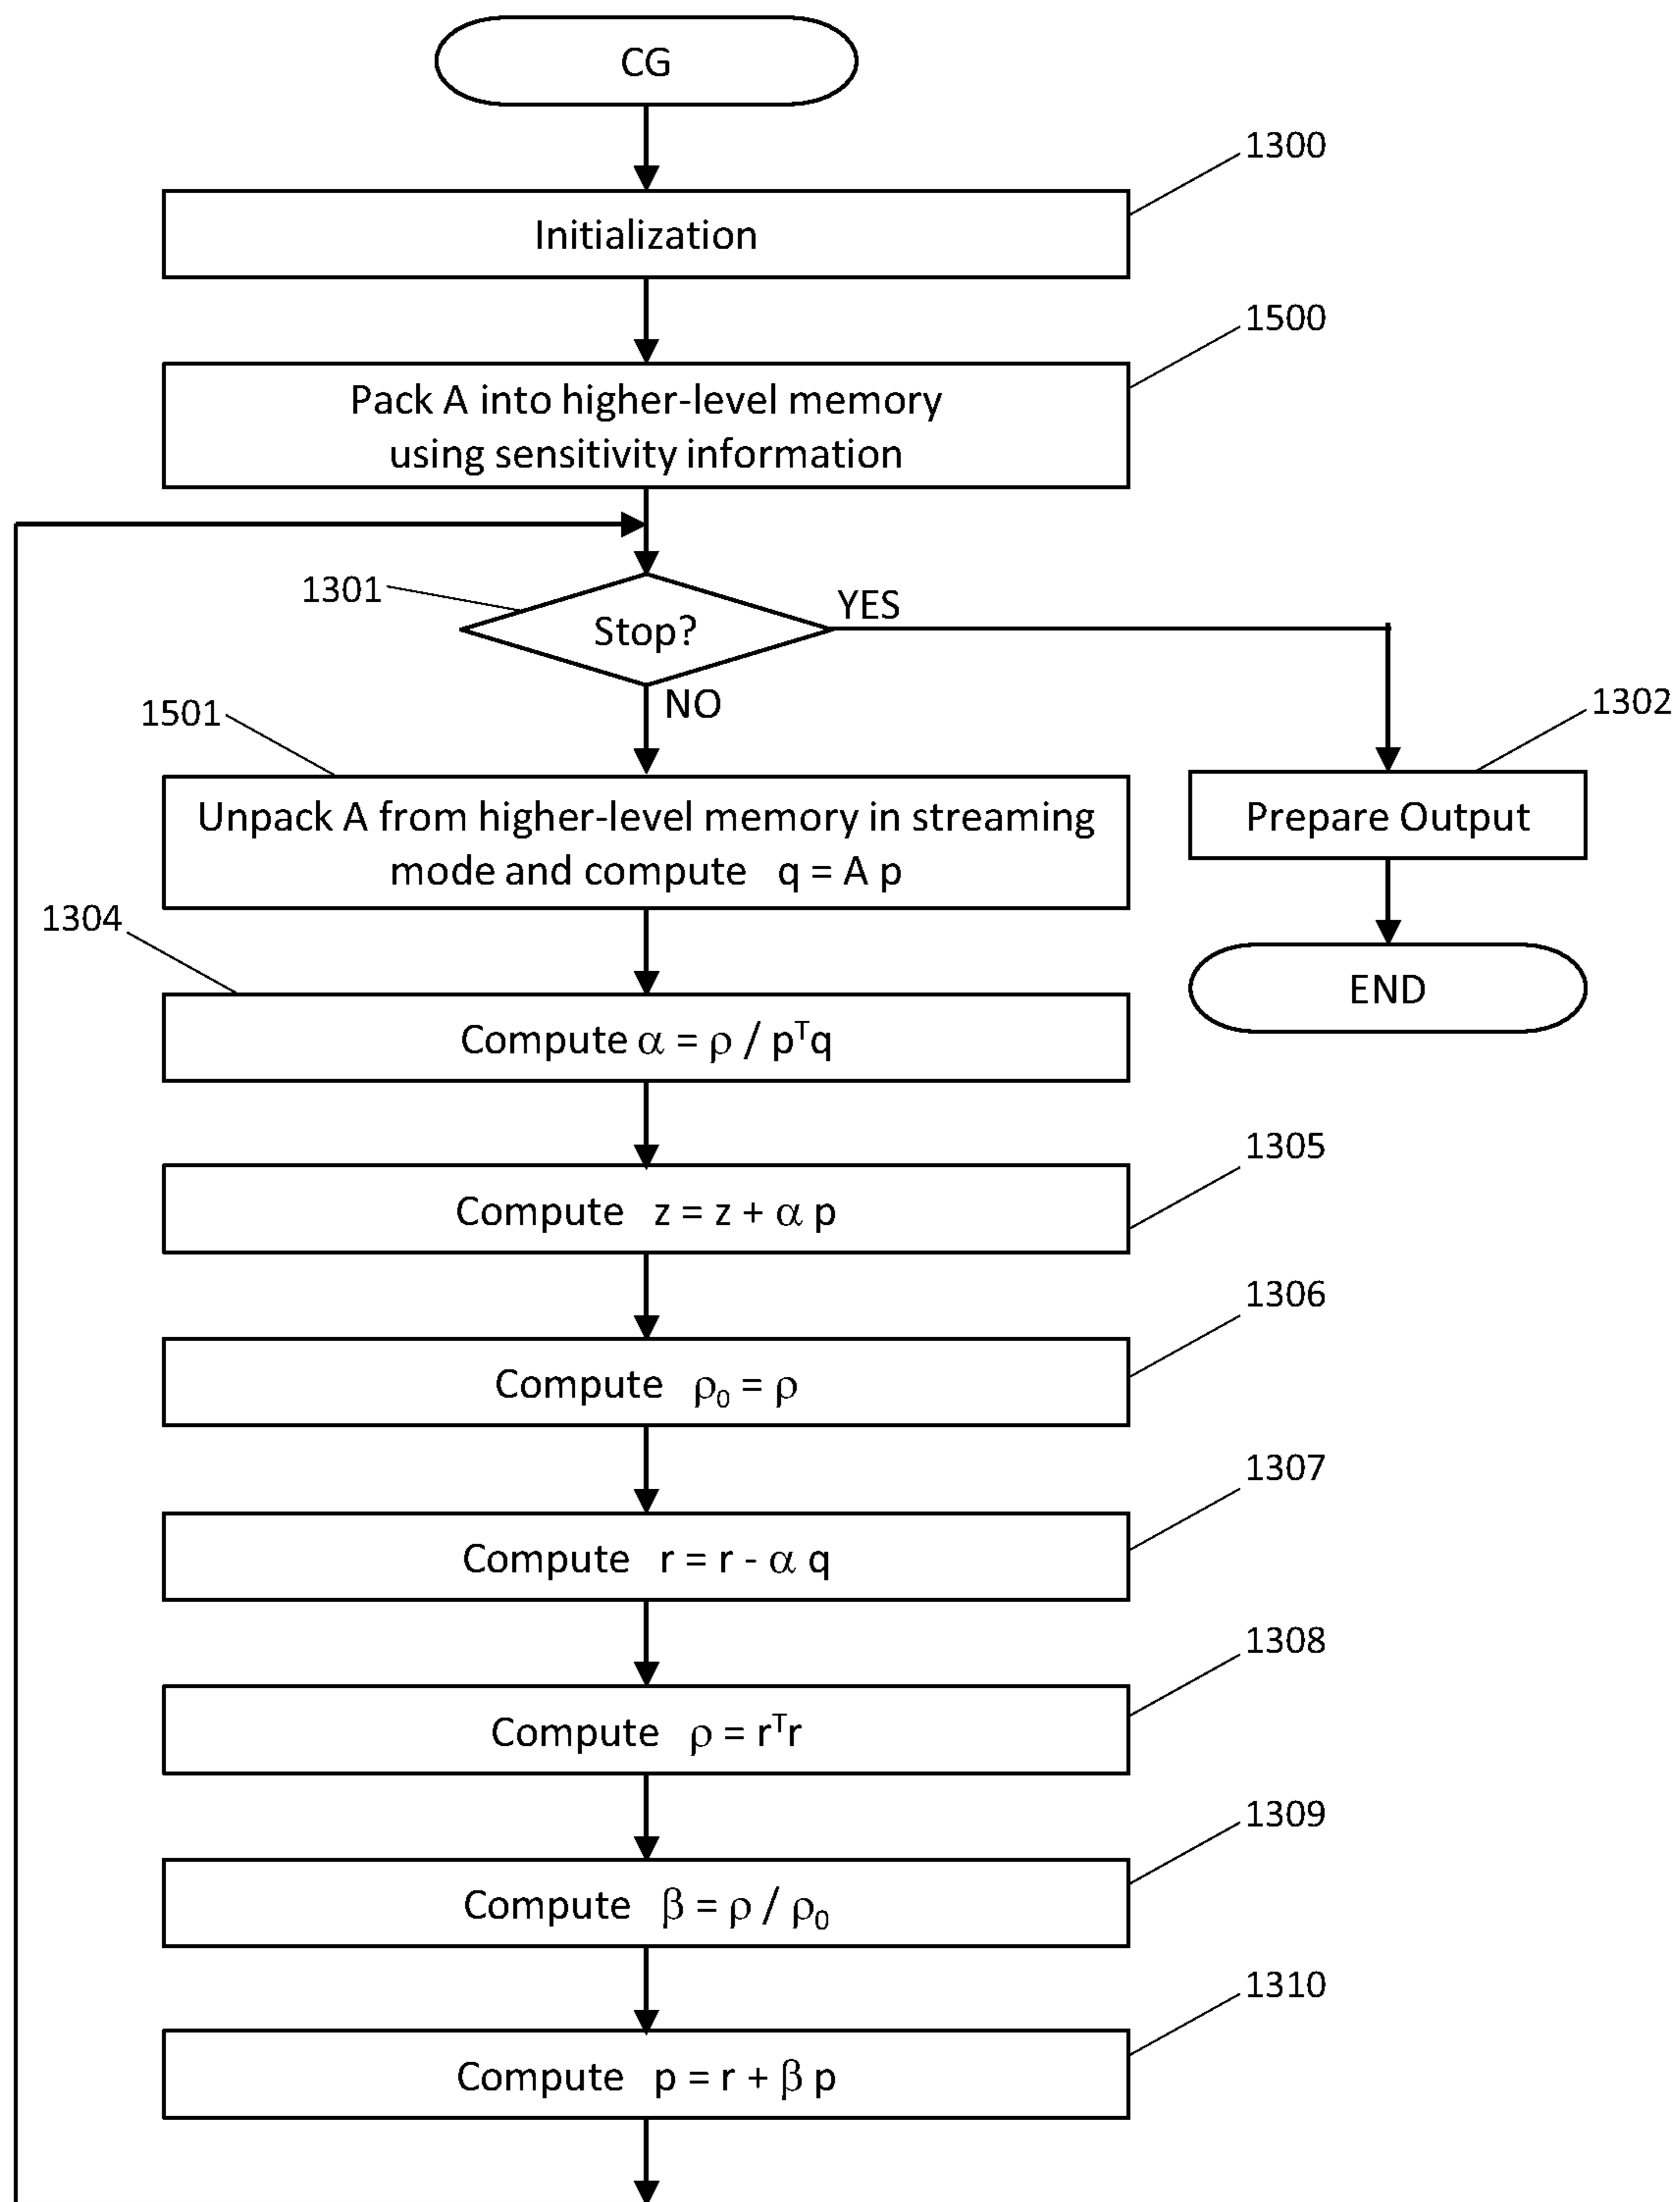 CG
1300
Initialization
1500
Pack A into higher-level memory
using sensitivity information
1301
Stop?
YES
NO
1501
1302
Unpack A from higher-level memory in streaming
mode and compute q = A p
Prepare Output
1304
END
Compute α = ρ / pᵀq
1305
Compute z = z + α p
1306
Compute ρ₀ = ρ
1307
Compute r = r - α q
1308
Compute ρ = rᵀr
1309
Compute β = ρ / ρ₀
1310
Compute p = r + β p